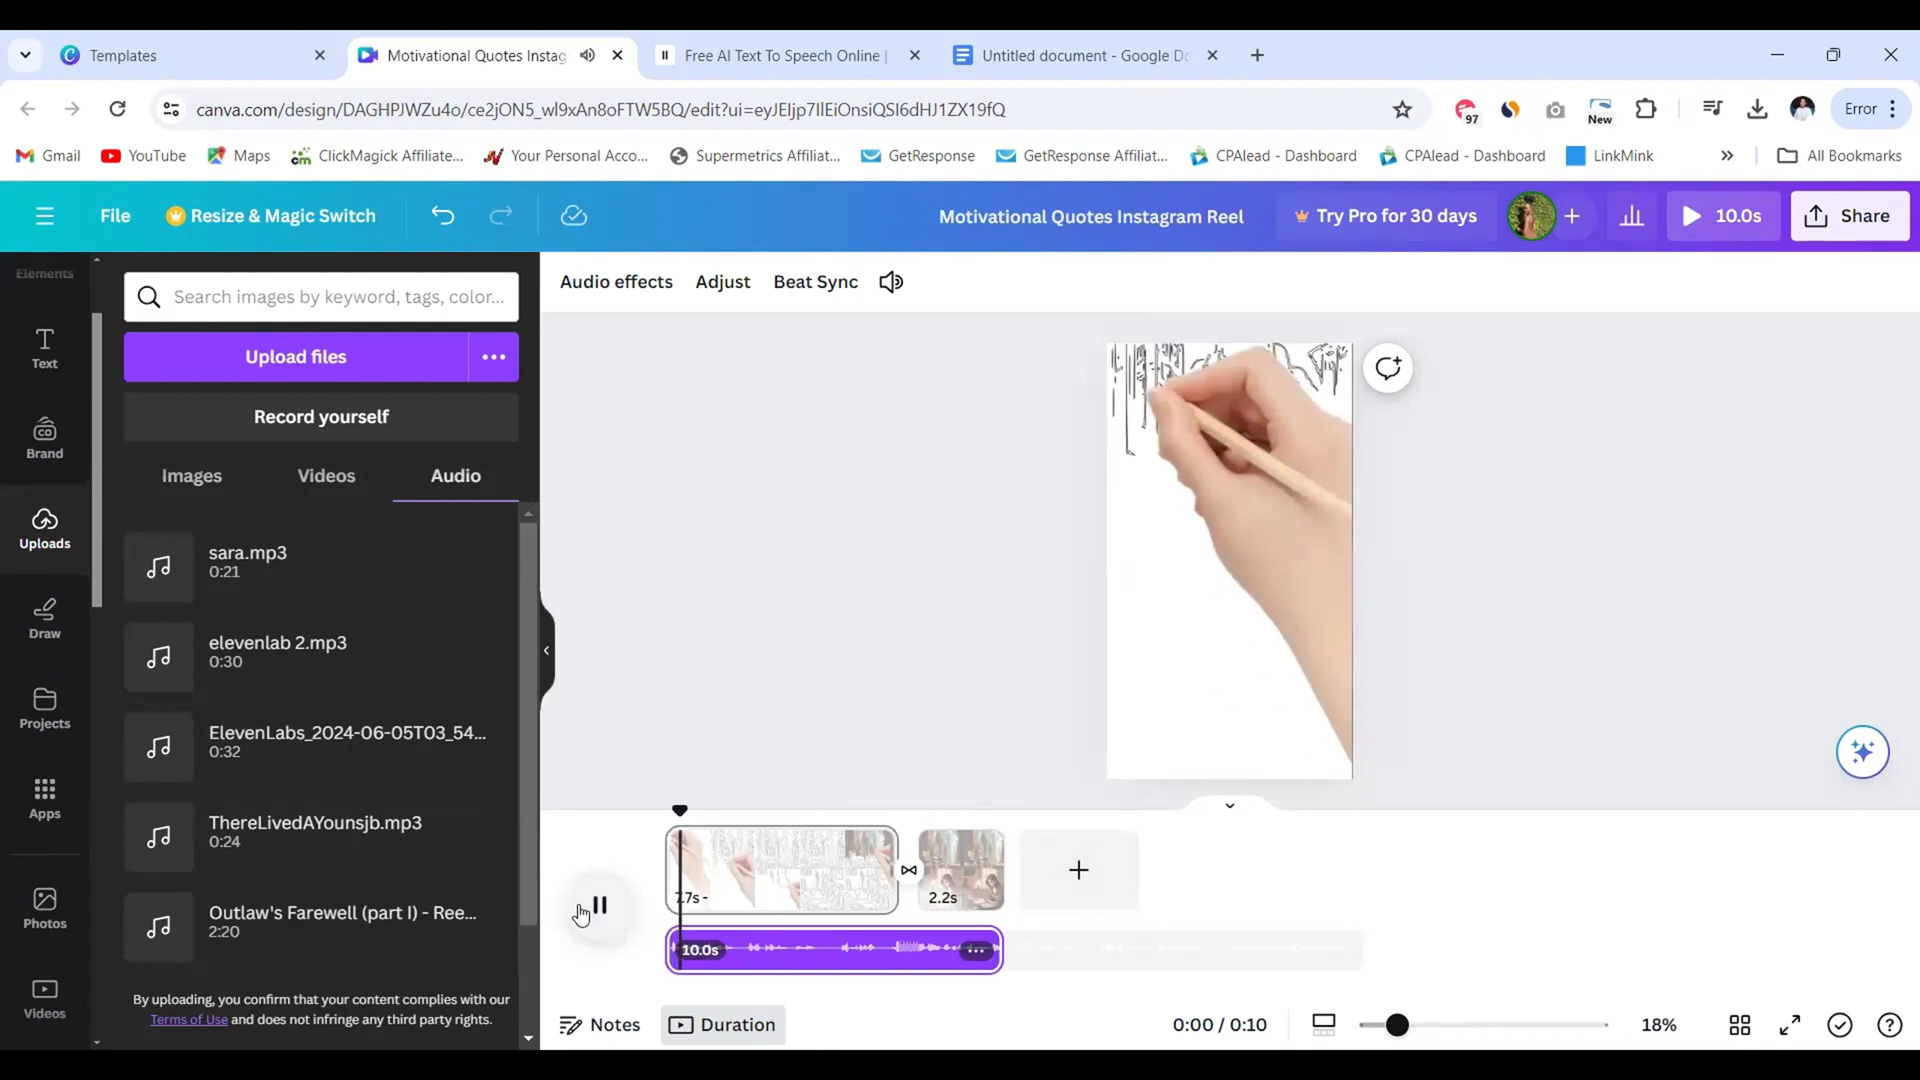 Templates
Motivational Quotes Instag
Free AI Text To Speech Online |
Untitled document - Google Dc
canva.com/design/DAGHPJWZu4o/ce2jON5_wl9xAn8oFTW5BQ/edit?ui=eyJEIjp7IlEiOnsiQSI6dHJ1ZX19fQ
97
New
Error
Gmail
YouTube
Maps
cm
ClickMagick Affiliate...
Your Personal Acco...
Supermetrics Affiliat...
GetResponse
GetResponse Affiliat...
CPAlead - Dashboard
CPAlead - Dashboard
LinkMink
All Bookmarks
File
Resize & Magic Switch
Motivational Quotes Instagram Reel
Try Pro for 30 days
10.0s
Share
Elements
Text
Brand
Uploads
Draw
Projects
Apps
Photos
Videos
Search images by keyword, tags, color...
Upload files
Record yourself
Images
Videos
Audio
sara.mp3
0:21
elevenlab 2.mp3
0:30
ElevenLabs_2024-06-05T03_54...
0:32
ThereLivedAYounsjb.mp3
0:24
Outlaw's Farewell (part I) - Ree...
2:20
By uploading, you confirm that your content complies with our
Terms of Use and does not infringe any third party rights.
Audio effects
Adjust
Beat Sync
7.7s -
2.2s
10.0s
Notes
Duration
0:00 / 0:10
18%